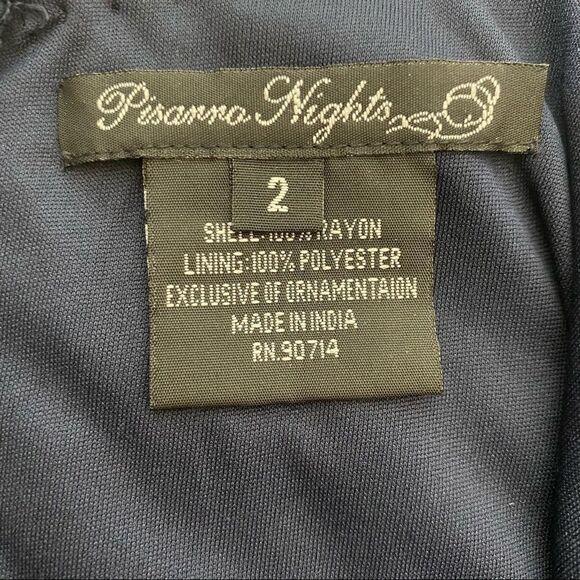 Pisarro Nights
2
SHELL:100% RAYON
LINING:100% POLYESTER
EXCLUSIVE OF ORNAMENTAION
MADE IN INDIA
RN.90714